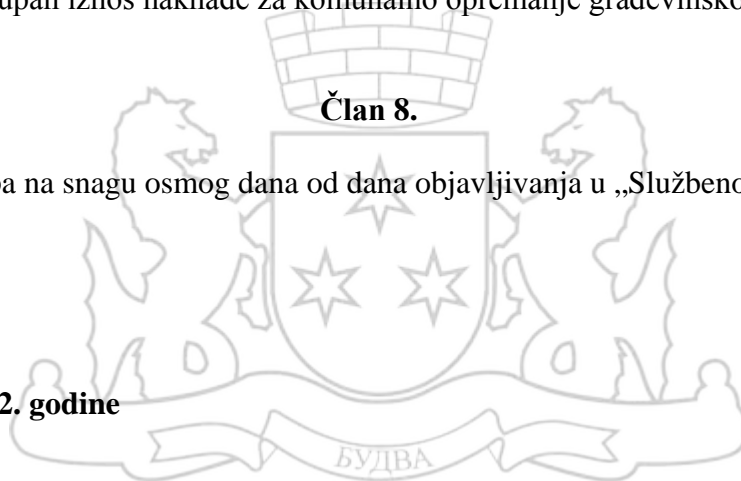 upan iznos naknade za komunalno opremanje građevinsko
Član 8.
pa na snagu osmog dana od dana objavljivanja u „Službeno
2. godine
БУДВА